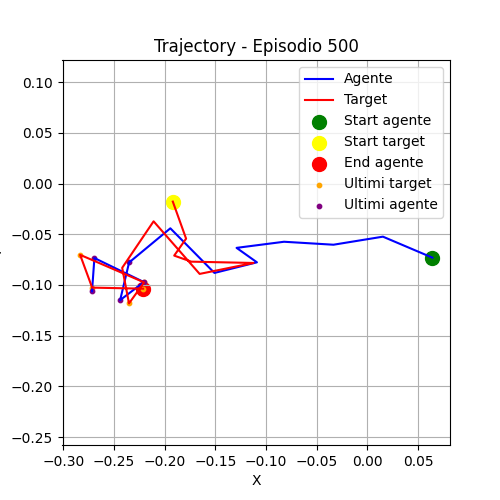 Trajectory - Episodio 500
Agente
Target
Start agente
Start target
End agente
Ultimi target
Ultimi agente
0.10
0.05
0.00
−0.05
−0.10
−0.15
−0.20
−0.25
−0.30 −0.25 −0.20 −0.15 −0.10 −0.05 0.00 0.05
X